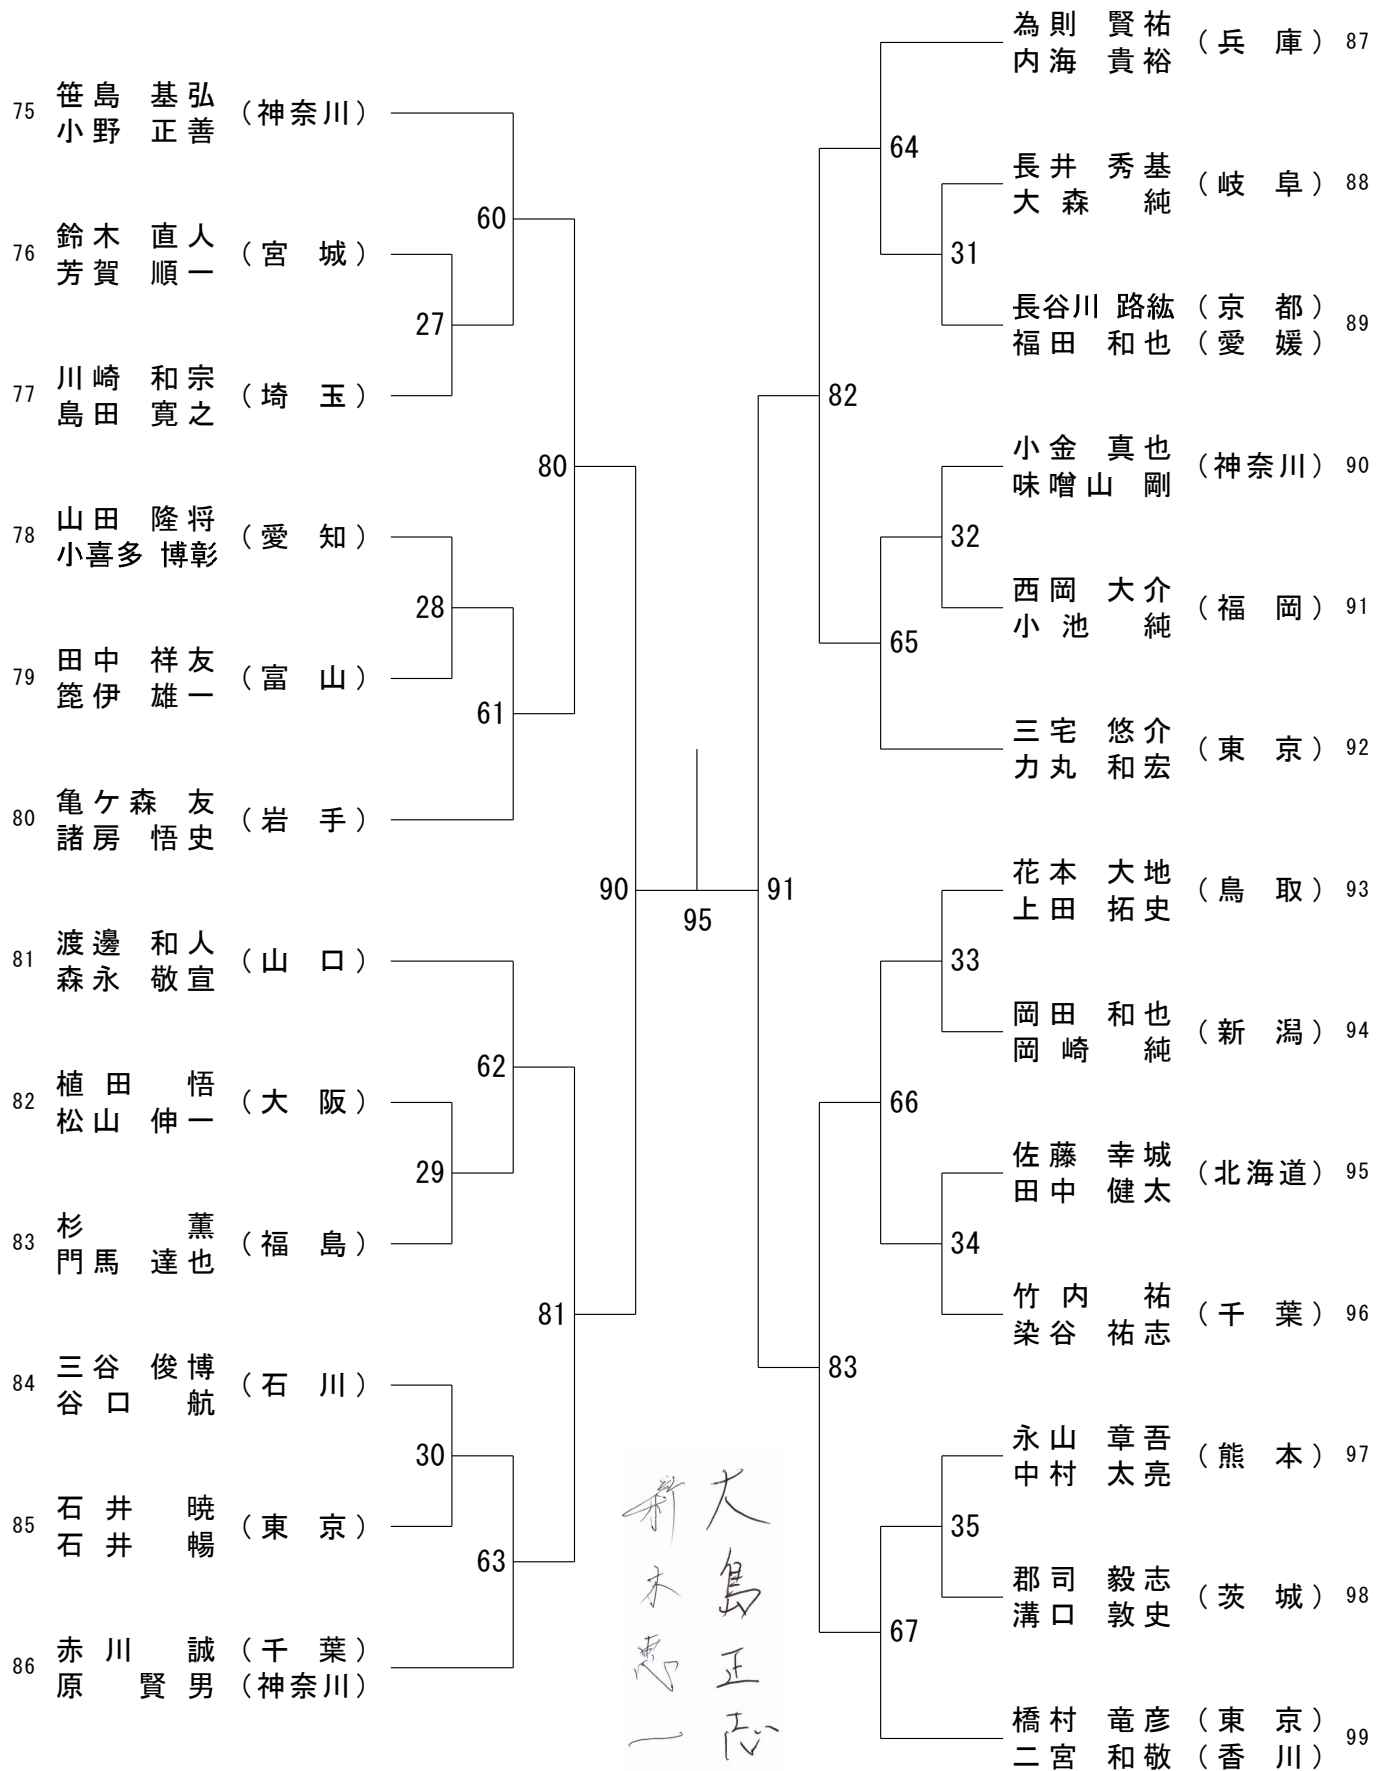 75 笹島 基弘 (神奈川)
小野 正善
76 鈴木 直人 (宮城)
芳賀 順一
77 川崎 和宗 (埼玉)
島田 寛之
78 山田 隆将 (愛知)
小喜多 博彰
79 田中 祥友 (富山)
箆伊 雄一
80 亀ケ森 友 (岩手)
諸房 悟史
81 渡邊 和人 (山口)
森永 敬宣
82 植田 悟 (大阪)
松山 伸一
83 杉 薫 (福島)
門馬 達也
84 三谷 俊博 (石川)
谷口 航
85 石井 暁 (東京)
石井 暢
86 赤川 誠 (千葉)
原 賢男 (神奈川)
60
27
80
28
61
90
62
29
81
30
63
95
91
82
64
31
32
65
33
66
34
83
35
67
為則 賢祐 (兵庫) 87
内海 貴裕
長井 秀基 (岐阜) 88
大森 純
長谷川 路紘 (京都) 89
福田 和也 (愛媛)
小金 真也 (神奈川) 90
味噌山 剛
西岡 大介 (福岡) 91
小池 純
三宅 悠介 (東京) 92
力丸 和宏
花本 大地 (鳥取) 93
上田 拓史
岡田 和也 (新潟) 94
岡崎 純
佐藤 幸城 (北海道) 95
田中 健太
竹内 祐 (千葉) 96
染谷 祐志
永山 章吾 (熊本) 97
中村 太亮
郡司 毅志 (茨城) 98
溝口 敦史
橋村 竜彦 (東京) 99
二宮 和敬 (香川)
大島正志
新木恵一